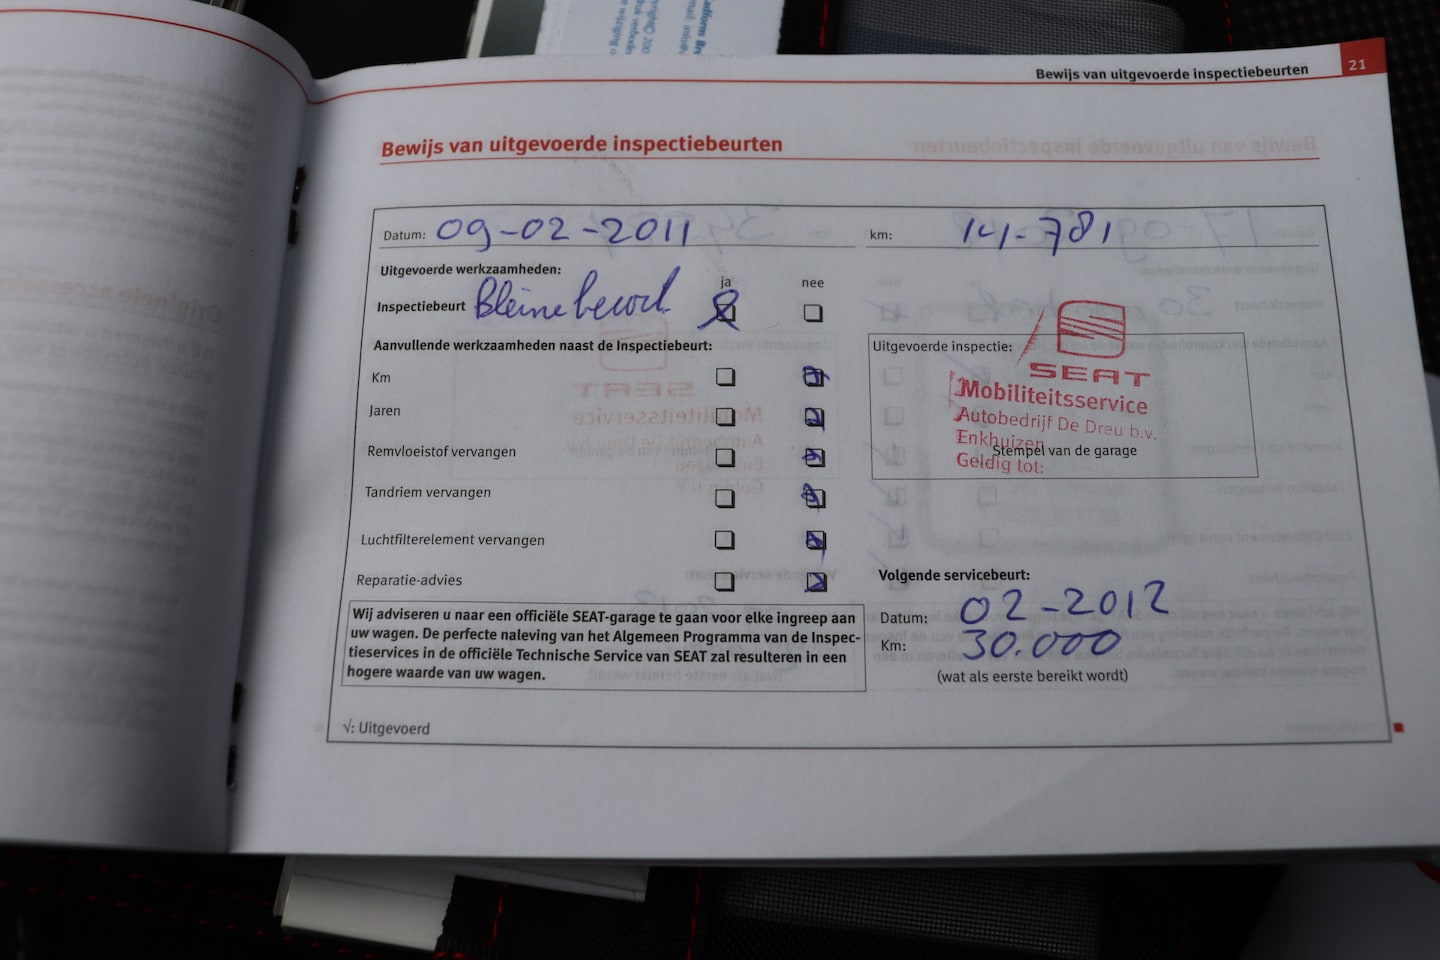 Bewijs van uitgevoerde inspectiebeurten 21
Bewijs van uitgevoerde inspectiebeurten
Datum: 09-02-2011 km: 14-781
Uitgevoerde werkzaamheden:
ja nee
Inspectiebeurt
Aanvullende werkzaamheden naast de Inspectiebeurt:
Km
Jaren
Remvloeistof vervangen
Tandriem vervangen
Luchtfilterelement vervangen
Reparatie-advies
Uitgevoerde inspectie:
SEAT
Mobiliteitsservice
Autobedrijf De Dreu b.v.
Enkhuizen
Stempel van de garage
Geldig tot:
Volgende servicebeurt:
Datum: 02-2012
Km: 30.000
(wat als eerste bereikt wordt)
Wij adviseren u naar een officiële SEAT-garage te gaan voor elke ingreep aan
uw wagen. De perfecte naleving van het Algemeen Programma van de Inspec-
tieservices in de officiële Technische Service van SEAT zal resulteren in een
hogere waarde van uw wagen.
√: Uitgevoerd